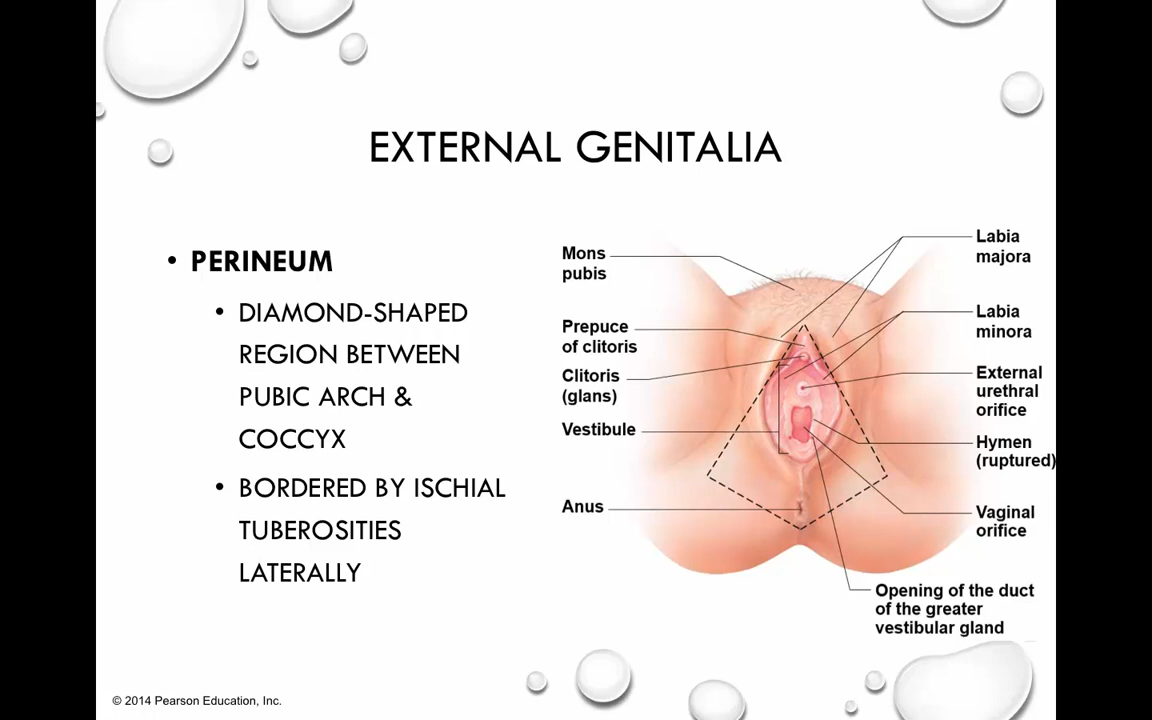 EXTERNAL GENITALIA
• PERINEUM
• DIAMOND-SHAPED
REGION BETWEEN
PUBIC ARCH &
COCCYX
• BORDERED BY ISCHIAL
TUBEROSITIES
LATERALLY
Mons
pubis
Prepuce
of clitoris
Clitoris
(glans)
Vestibule
Anus
Labia
majora
Labia
minora
External
urethral
orifice
Hymen
(ruptured)
Vaginal
orifice
Opening of the duct
of the greater
vestibular gland
© 2014 Pearson Education, Inc.